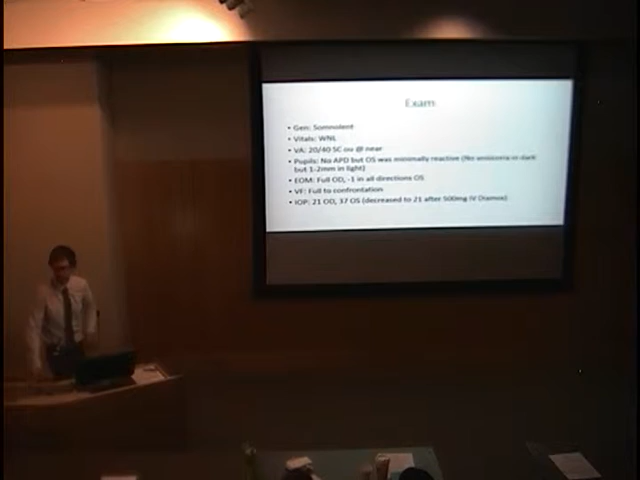 Exam
• Gen: Somnolent
• Vitals: WNL
• VA: 20/40 SC ou @ near
• Pupils: No APD but OS was minimally reactive (No anisocoria in dark
but 1-2mm in light)
• EOM: Full OD, -1 in all directions OS
• VF: Full to confrontation
• IOP: 21 OD, 37 OS (decreased to 21 after 500mg IV Diamox)